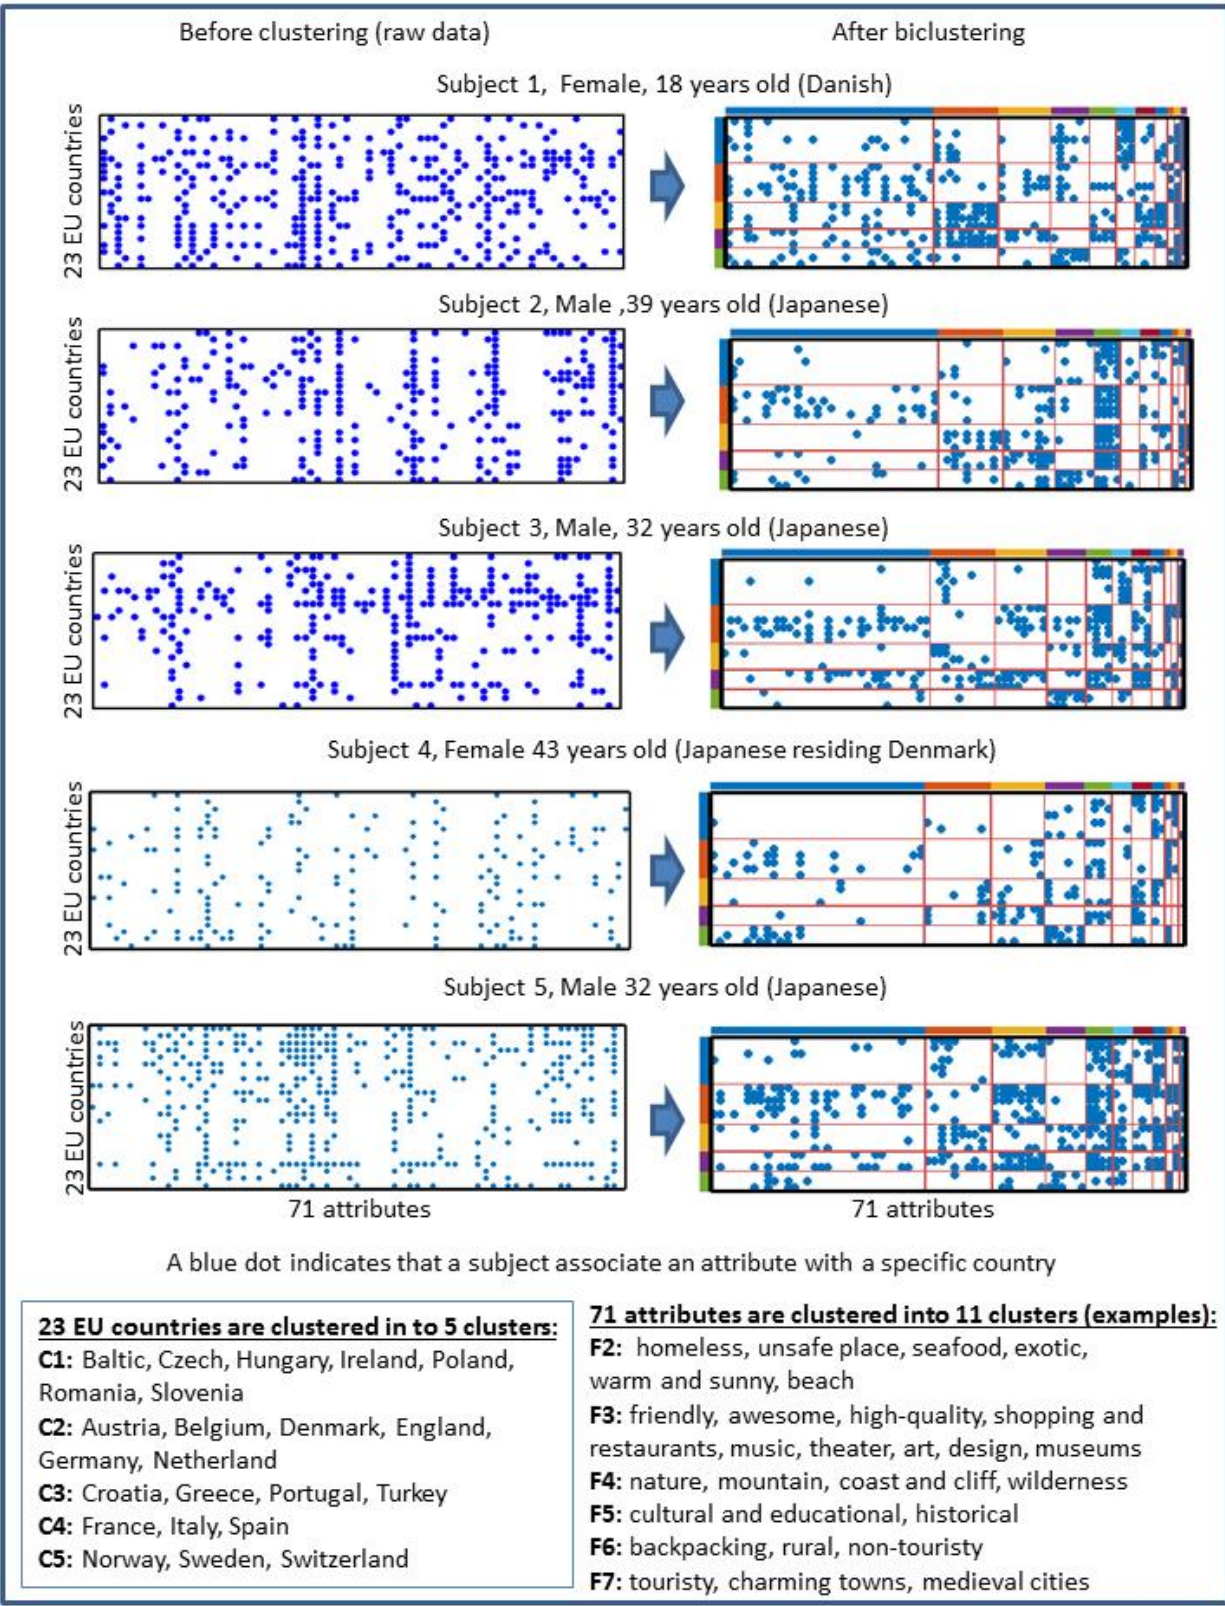 Before clustering (raw data)
After biclustering
Subject 1, Female, 18 years old (Danish)
23 EU countries
Subject 2, Male ,39 years old (Japanese)
23 EU countries
Subject 3, Male, 32 years old (Japanese)
23 EU countries
Subject 4, Female 43 years old (Japanese residing Denmark)
23 EU countries
Subject 5, Male 32 years old (Japanese)
23 EU countries
71 attributes
71 attributes
A blue dot indicates that a subject associate an attribute with a specific country
23 EU countries are clustered in to 5 clusters:
C1: Baltic, Czech, Hungary, Ireland, Poland,
Romania, Slovenia
C2: Austria, Belgium, Denmark, England,
Germany, Netherland
C3: Croatia, Greece, Portugal, Turkey
C4: France, Italy, Spain
C5: Norway, Sweden, Switzerland
71 attributes are clustered into 11 clusters (examples):
F2: homeless, unsafe place, seafood, exotic,
warm and sunny, beach
F3: friendly, awesome, high-quality, shopping and
restaurants, music, theater, art, design, museums
F4: nature, mountain, coast and cliff, wilderness
F5: cultural and educational, historical
F6: backpacking, rural, non-touristy
F7: touristy, charming towns, medieval cities